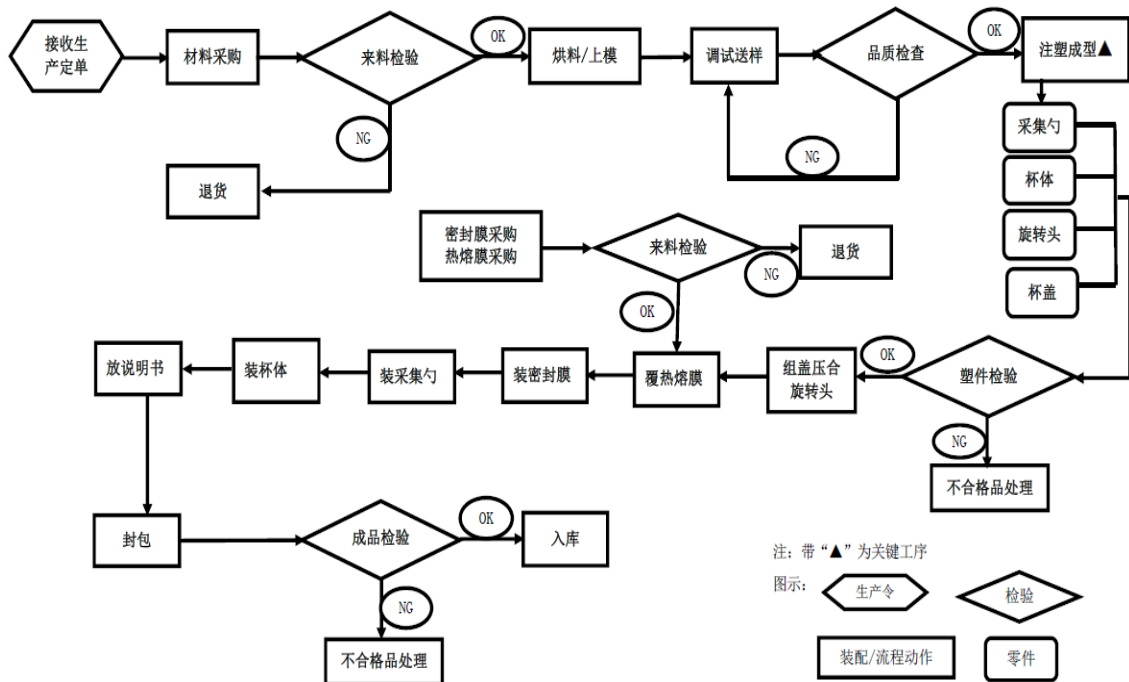 接收生
产定单
材料采购
来料检验
OK
烘料/上模
调试送样
品质检查
OK
注塑成型▲
NG
NG
退货
采集勺
杯体
旋转头
杯盖
密封膜采购
热熔膜采购
来料检验
NG
退货
OK
放说明书
装杯体
装采集勺
装密封膜
覆热熔膜
组盖压合
旋转头
OK
塑件检验
NG
不合格品处理
封包
成品检验
OK
入库
NG
不合格品处理
注：带“▲”为关键工序
图示：
生产令
检验
装配/流程动作
零件